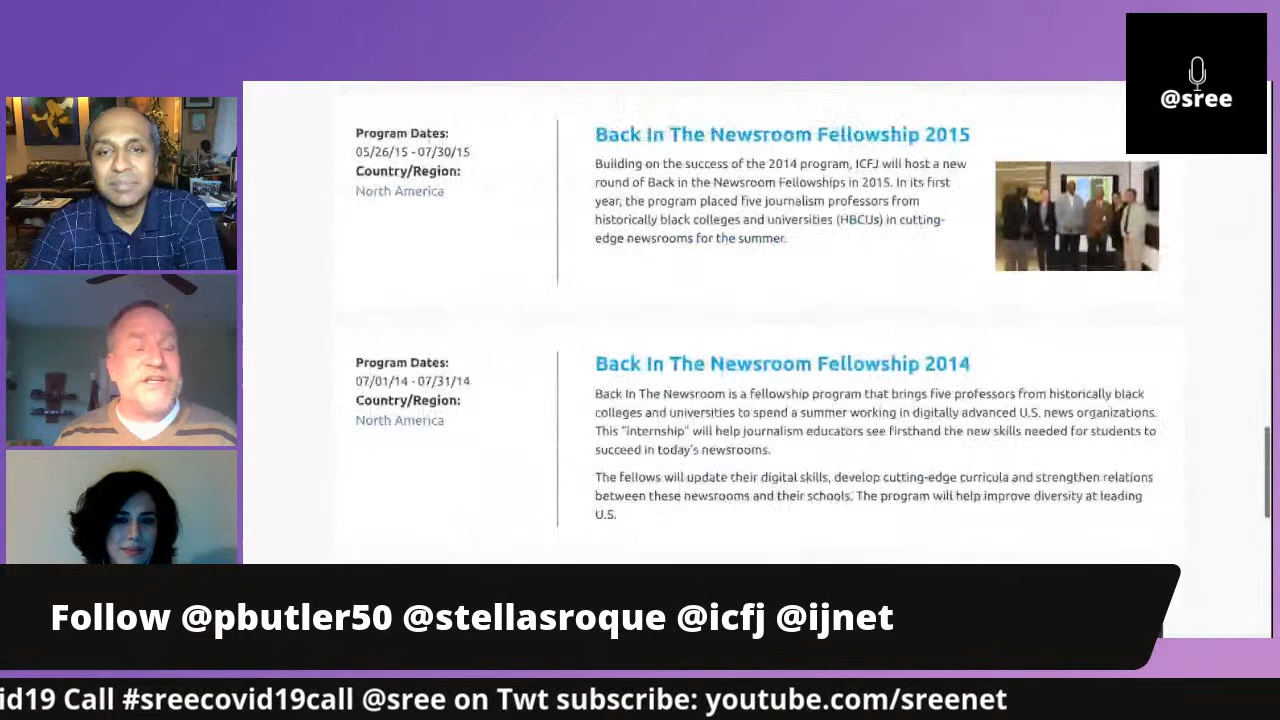 @sree
Program Dates:
05/26/15 - 07/30/15
Country/Region:
North America
Back In The Newsroom Fellowship 2015
Building on the success of the 2014 program, ICFJ will host a new
round of Back in the Newsroom Fellowships in 2015. In its first
year, the program placed five journalism professors from
historically black colleges and universities (HBCUs) in cutting-
edge newsrooms for the summer.
Program Dates:
07/01/14 - 07/31/14
Country/Region:
North America
Back In The Newsroom Fellowship 2014
Back In The Newsroom is a fellowship program that brings five professors from historically black
colleges and universities to spend a summer working in digitally advanced U.S. news organizations.
This "internship" will help journalism educators see firsthand the new skills needed for students to
succeed in today's newsrooms.
The fellows will update their digital skills, develop cutting-edge curricula and strengthen relations
between these newsrooms and their schools. The program will help improve diversity at leading
U.S.
Follow @pbutler50 @stellasroque @icfj @ijnet
id19 Call #sreecovid19call @sree on Twt subscribe: youtube.com/sreenet